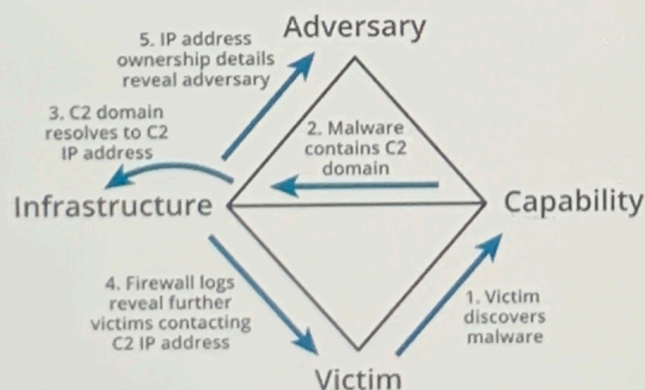 Adversary
5. IP address
ownership details
reveal adversary
3. C2 domain
resolves to C2
IP address
2. Malware
contains C2
domain
Infrastructure
Capability
4. Firewall logs
reveal further
victims contacting
C2 IP address
1. Victim
discovers
malware
Victim